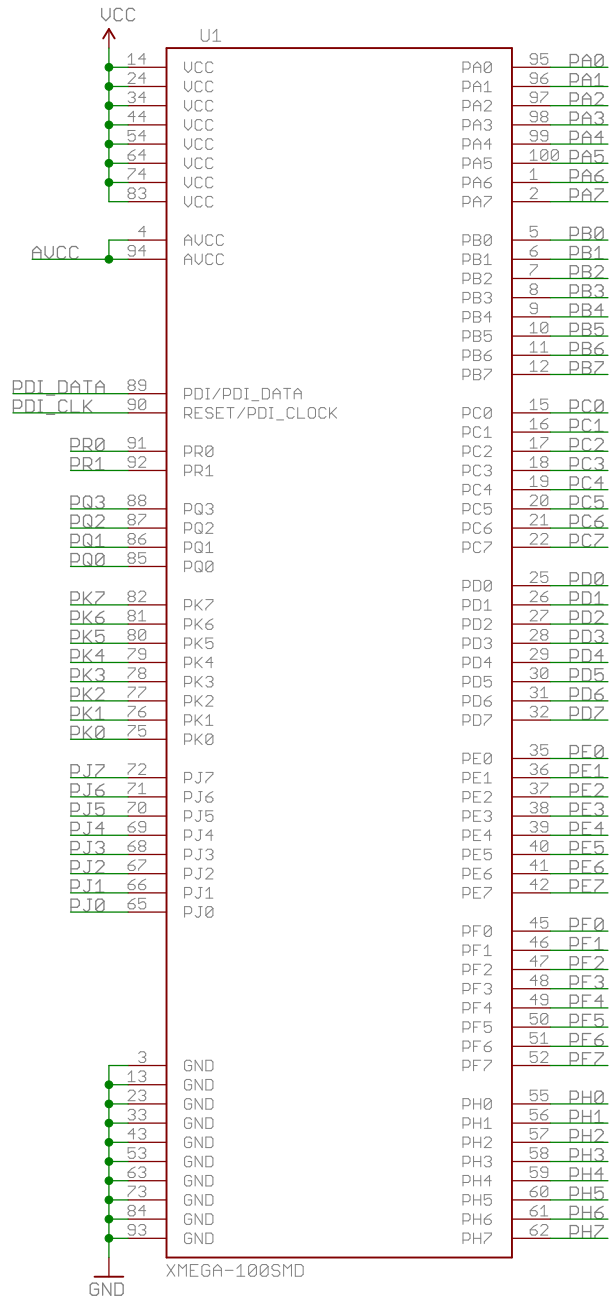 VCC
U1
14 VCC
24 VCC
34 VCC
44 VCC
54 VCC
64 VCC
74 VCC
83 VCC
4 AVCC
AVCC 94 AVCC
PDI_DATA 89 PDI/PDI_DATA
PDI_CLK 90 RESET/PDI_CLOCK
PR0 91 PR0
PR1 92 PR1
PQ3 88 PQ3
PQ2 87 PQ2
PQ1 86 PQ1
PQ0 85 PQ0
PK7 82 PK7
PK6 81 PK6
PK5 80 PK5
PK4 79 PK4
PK3 78 PK3
PK2 77 PK2
PK1 76 PK1
PK0 75 PK0
PJ7 72 PJ7
PJ6 71 PJ6
PJ5 70 PJ5
PJ4 69 PJ4
PJ3 68 PJ3
PJ2 67 PJ2
PJ1 66 PJ1
PJ0 65 PJ0
3 GND
13 GND
23 GND
33 GND
43 GND
53 GND
63 GND
73 GND
84 GND
93 GND
GND
PA0 95 PA0
PA1 96 PA1
PA2 97 PA2
PA3 98 PA3
PA4 99 PA4
PA5 100 PA5
PA6 1 PA6
PA7 2 PA7
PB0 5 PB0
PB1 6 PB1
PB2 7 PB2
PB3 8 PB3
PB4 9 PB4
PB5 10 PB5
PB6 11 PB6
PB7 12 PB7
PC0 15 PC0
PC1 16 PC1
PC2 17 PC2
PC3 18 PC3
PC4 19 PC4
PC5 20 PC5
PC6 21 PC6
PC7 22 PC7
PD0 25 PD0
PD1 26 PD1
PD2 27 PD2
PD3 28 PD3
PD4 29 PD4
PD5 30 PD5
PD6 31 PD6
PD7 32 PD7
PE0 35 PE0
PE1 36 PE1
PE2 37 PE2
PE3 38 PE3
PE4 39 PE4
PE5 40 PE5
PE6 41 PE6
PE7 42 PE7
PF0 45 PF0
PF1 46 PF1
PF2 47 PF2
PF3 48 PF3
PF4 49 PF4
PF5 50 PF5
PF6 51 PF6
PF7 52 PF7
PH0 55 PH0
PH1 56 PH1
PH2 57 PH2
PH3 58 PH3
PH4 59 PH4
PH5 60 PH5
PH6 61 PH6
PH7 62 PH7
XMEGA-100SMD